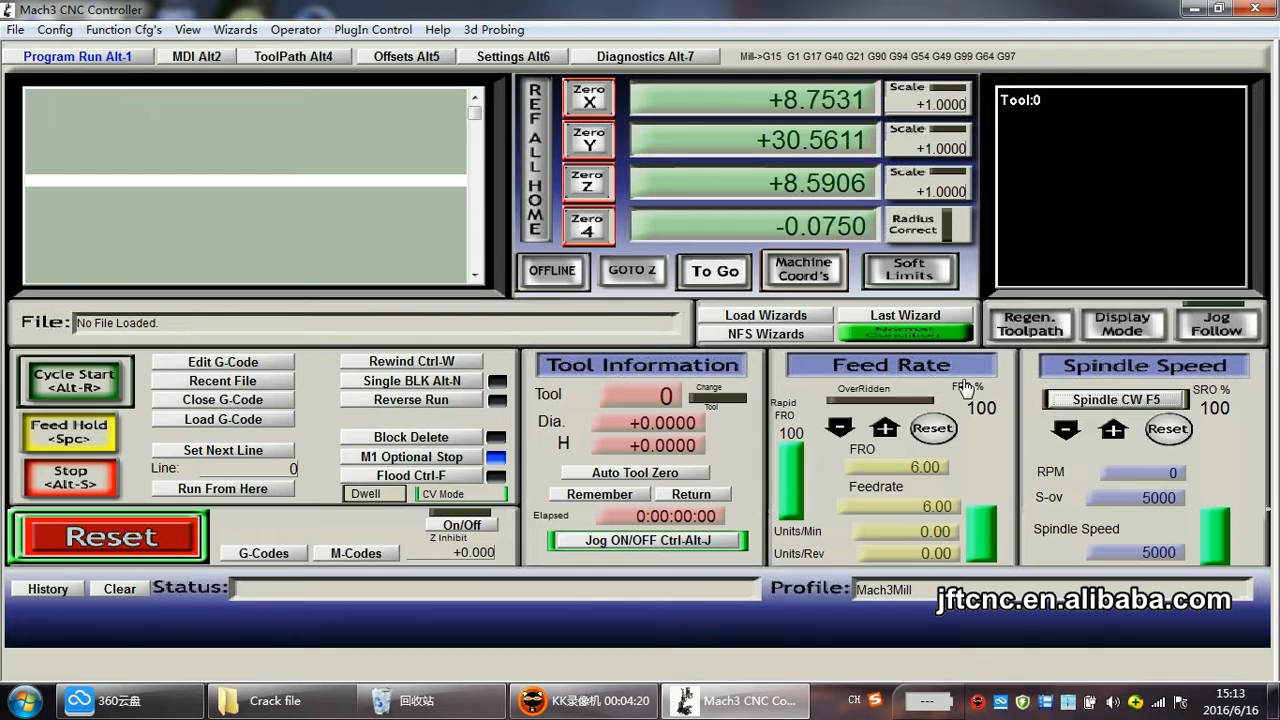 Mach3 CNC Controller
File Config Function Cfg's View Wizards Operator PlugIn Control Help 3d Probing
Program Run Alt-1 MDI Alt2 ToolPath Alt4 Offsets Alt5 Settings Alt6 Diagnostics Alt-7 Mill->G15 G1 G17 G40 G21 G90 G94 G54 G49 G99 G64 G97
REF ALL HOME
Zero X +8.7531 Scale +1.0000
Zero Y +30.5611 Scale +1.0000
Zero Z +8.5906 Scale +1.0000
Zero 4 -0.0750 Radius Correct
OFFLINE GOTO Z To Go Machine Coord's Soft Limits
Tool:0
File: No File Loaded.
Load Wizards Last Wizard
NFS Wizards Normal Condition
Regen. Toolpath Display Mode Jog Follow
Cycle Start <Alt-R>
Feed Hold <Spc>
Stop <Alt-S>
Reset
Edit G-Code
Recent File
Close G-Code
Load G-Code
Set Next Line
Line: 0
Run From Here
Rewind Ctrl-W
Single BLK Alt-N
Reverse Run
Block Delete
M1 Optional Stop
Flood Ctrl-F
Dwell CV Mode
On/Off
Z Inhibit
+0.000
G-Codes M-Codes
Tool Information
Tool 0 Change Tool
Dia. +0.0000
H +0.0000
Auto Tool Zero
Remember Return
Elapsed 0:00:00:00
Jog ON/OFF Ctrl-Alt-J
Feed Rate
OverRidden
Rapid FRO 100
100
Reset
FRO
6.00
Feedrate
6.00
Units/Min 0.00
Units/Rev 0.00
Spindle Speed
Spindle CW F5 SRO % 100
Reset
RPM 0
S-ov 5000
Spindle Speed
5000
History Clear Status: Profile: Mach3Mill
jftcnc.en.alibaba.com
360云盘 Crack file 回收站 KK录像机 00:04:20 Mach3 CNC Co... CH
15:13
2016/6/16